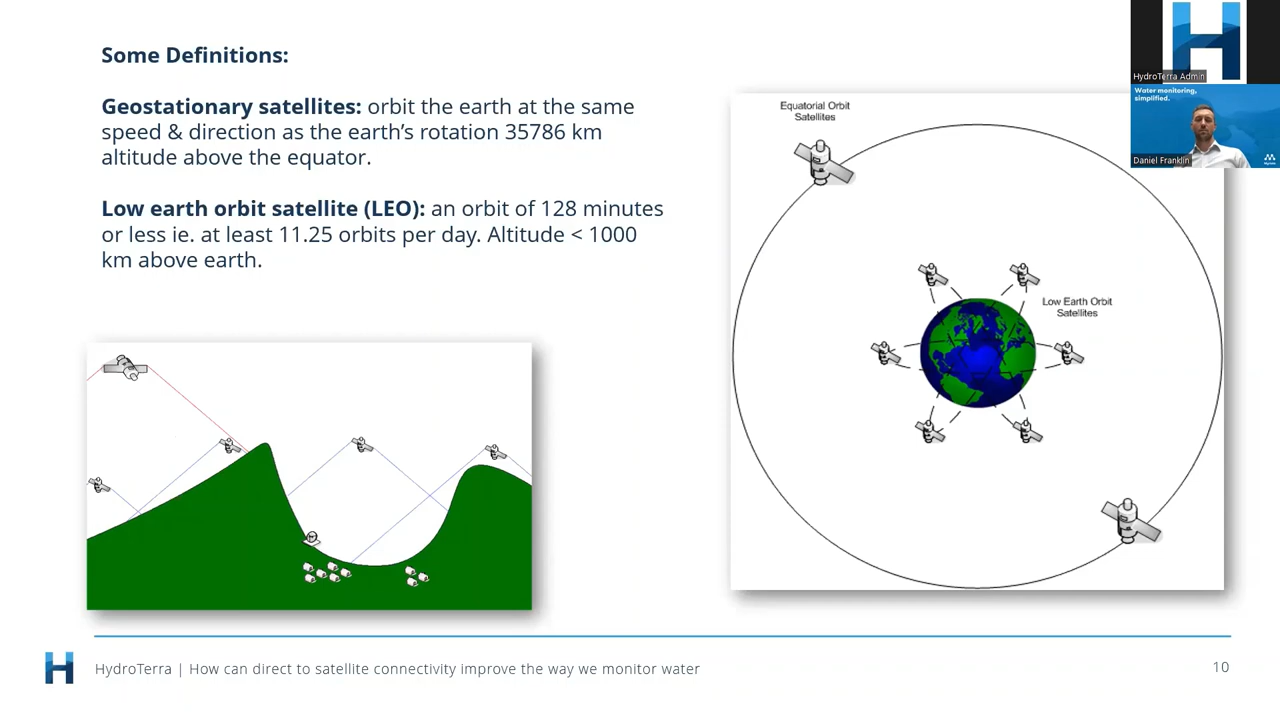 Some Definitions:
Geostationary satellites: orbit the earth at the same
speed & direction as the earth's rotation 35786 km
altitude above the equator.
Low earth orbit satellite (LEO): an orbit of 128 minutes
or less ie. at least 11.25 orbits per day. Altitude < 1000
km above earth.
Equatorial Orbit
Satellites
Low Earth Orbit
Satellites
HydroTerra Admin
Water monitoring,
simplified.
Daniel Franklin
HydroTerra | How can direct to satellite connectivity improve the way we monitor water
10